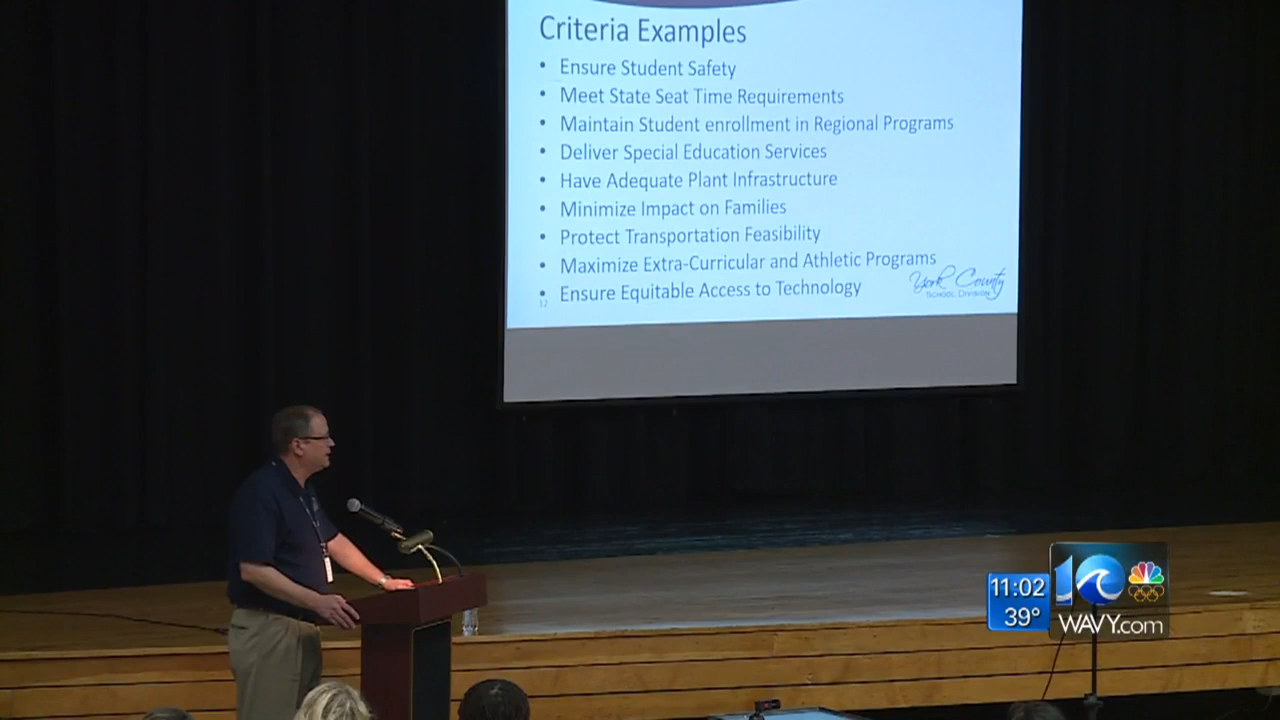 Criteria Examples
• Ensure Student Safety
• Meet State Seat Time Requirements
• Maintain Student enrollment in Regional Programs
• Deliver Special Education Services
• Have Adequate Plant Infrastructure
• Minimize Impact on Families
• Protect Transportation Feasibility
• Maximize Extra-Curricular and Athletic Programs
• Ensure Equitable Access to Technology
12
York County
SCHOOL DIVISION
11:02
39°
10
WAVY.com